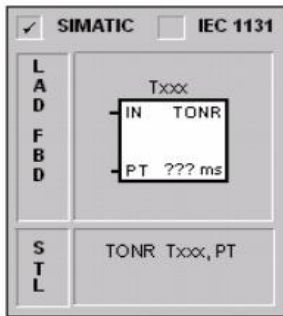 ✓ SIMATIC IEC 1131
L
A
D
F
B
D
Txxx
IN TONR
PT ??? ms
S
T
L
TONR Txxx, PT